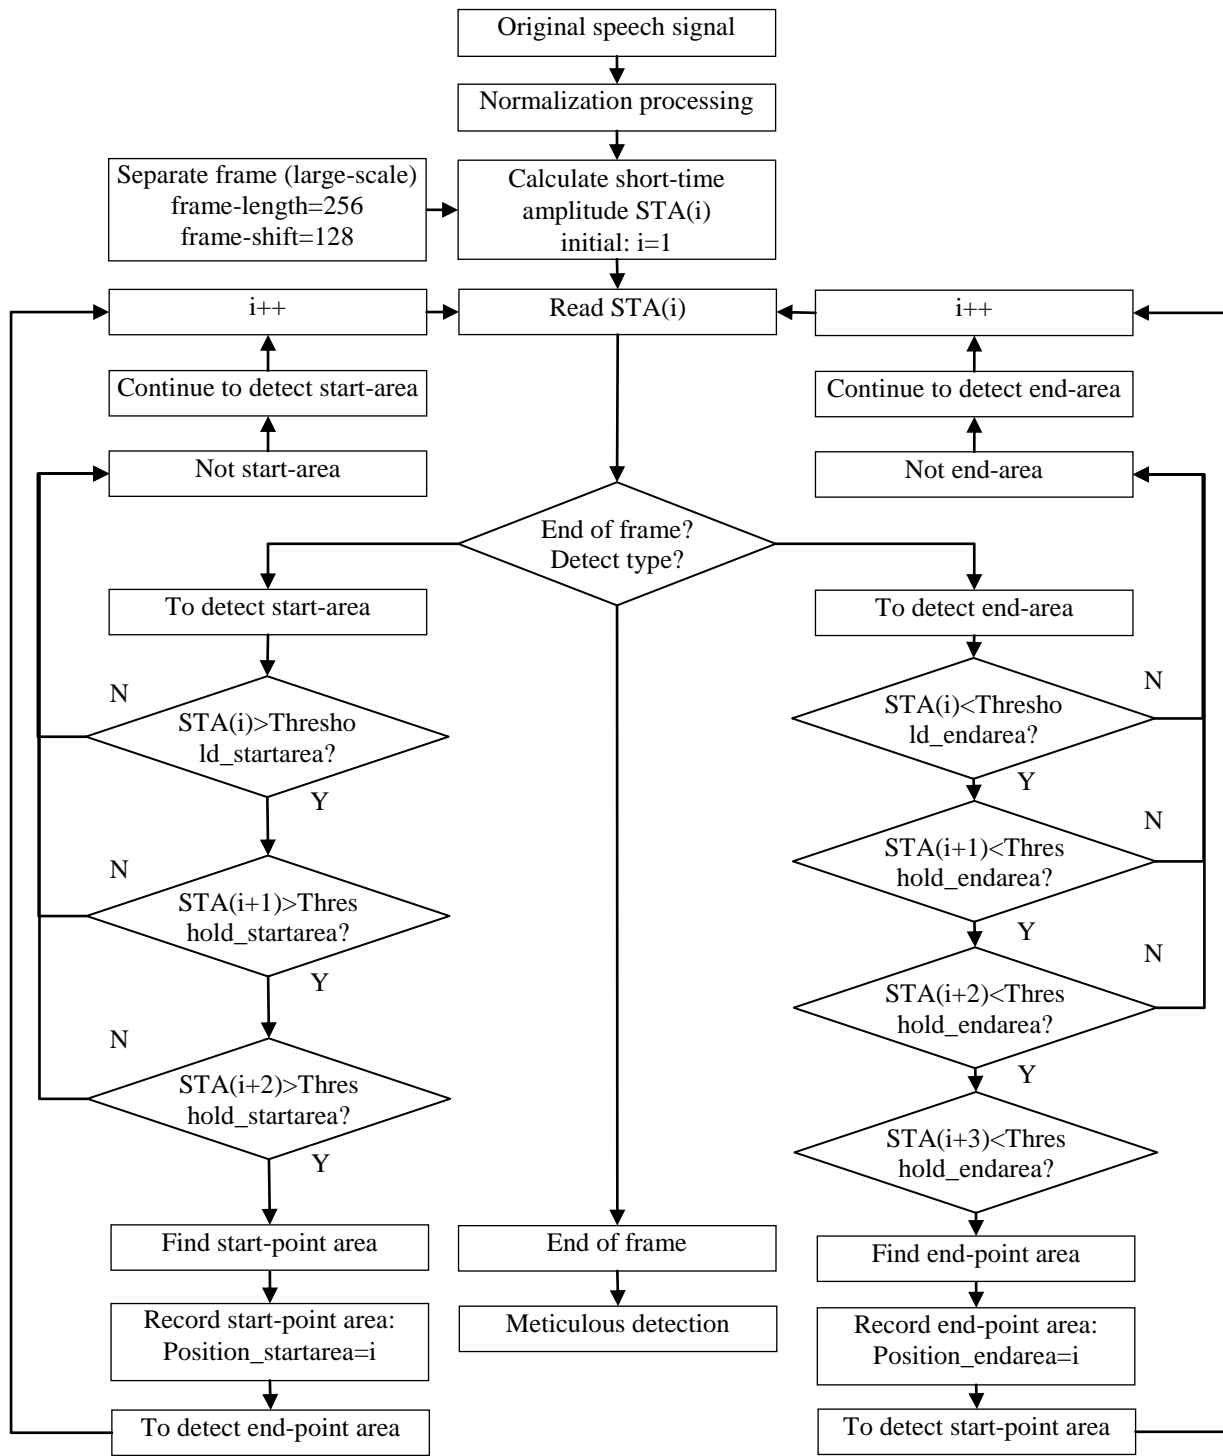 Original speech signal
Normalization processing
Separate frame (large-scale)
frame-length=256
frame-shift=128
Calculate short-time
amplitude STA(i)
initial: i=1
i++
Read STA(i)
i++
Continue to detect start-area
Continue to detect end-area
Not start-area
Not end-area
End of frame?
Detect type?
To detect start-area
To detect end-area
N
STA(i)>Thresho
ld_startarea?
Y
N
STA(i+1)>Thres
hold_startarea?
Y
N
STA(i+2)>Thres
hold_startarea?
Y
Find start-point area
Record start-point area:
Position_startarea=i
To detect end-point area
End of frame
Meticulous detection
N
STA(i)<Thresho
ld_endarea?
Y
N
STA(i+1)<Thres
hold_endarea?
Y
N
STA(i+2)<Thres
hold_endarea?
Y
STA(i+3)<Thres
hold_endarea?
Find end-point area
Record end-point area:
Position_endarea=i
To detect start-point area